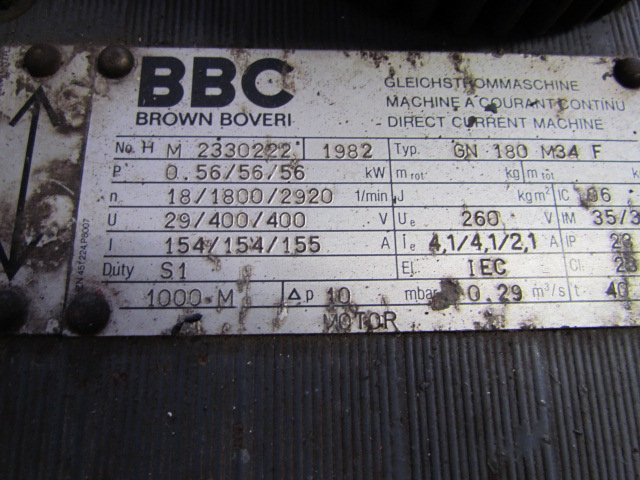 BBC
BROWN BOVERI
GLEICHSTROMMASCHINE
MACHINE A COURANT CONTINU
DIRECT CURRENT MACHINE
No. H M 2330222 1982 Typ. GN 180 M34 F
P 0.56/56/56 kW m rot. kg m tot. kg
n 18/1800/2920 1/min J kgm² IC 06
U 29/400/400 V Ue 260 V IM 35/3
I 154/154/155 A Ie 4,1/4,1/2,1 A IP 23
Duty S1 IEC
1000 M Δp 10 mbar 0.29 m³/s t 40
MOTOR